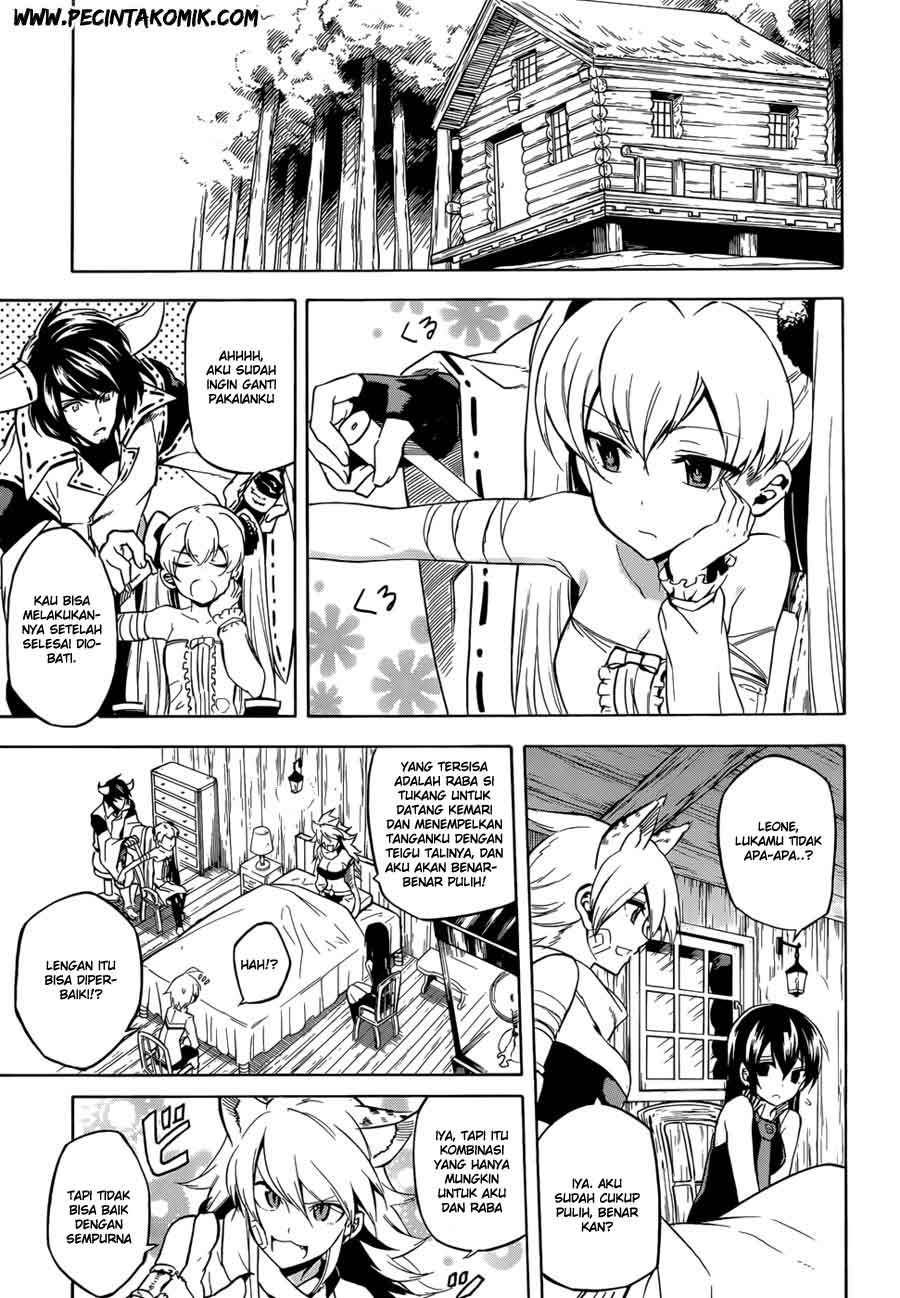 WWW.PECINTAKOMIK.COM
くる
くる
AHHHH,
AKU SUDAH
INGIN GANTI
PAKAIANKU
KAU BISA
MELAKUKAN-
NYA SETELAH
SELESAI DIO-
BATI.
LEONE,
LUKAMU TIDAK
APA-APA..?
IYA. AKU
SUDAH CUKUP
PULIH, BENAR
KAN?
YANG TERSISA
ADALAH RABA SI
TUKANG UNTUK
DATANG KEMARI
DAN MENEMPELKAN
TANGANKU DENGAN
TEIGU TALINYA, DAN
AKU AKAN BENAR-
BENAR PULIH!
HAH!?
LENGAN ITU
BISA DIPER-
BAIKI!?
IYA, TAPI ITU
KOMBINASI
YANG HANYA
MUNGKIN
UNTUK AKU
DAN RABA
ビ
TAPI TIDAK
BISA BAIK
DENGAN
SEMPURNA